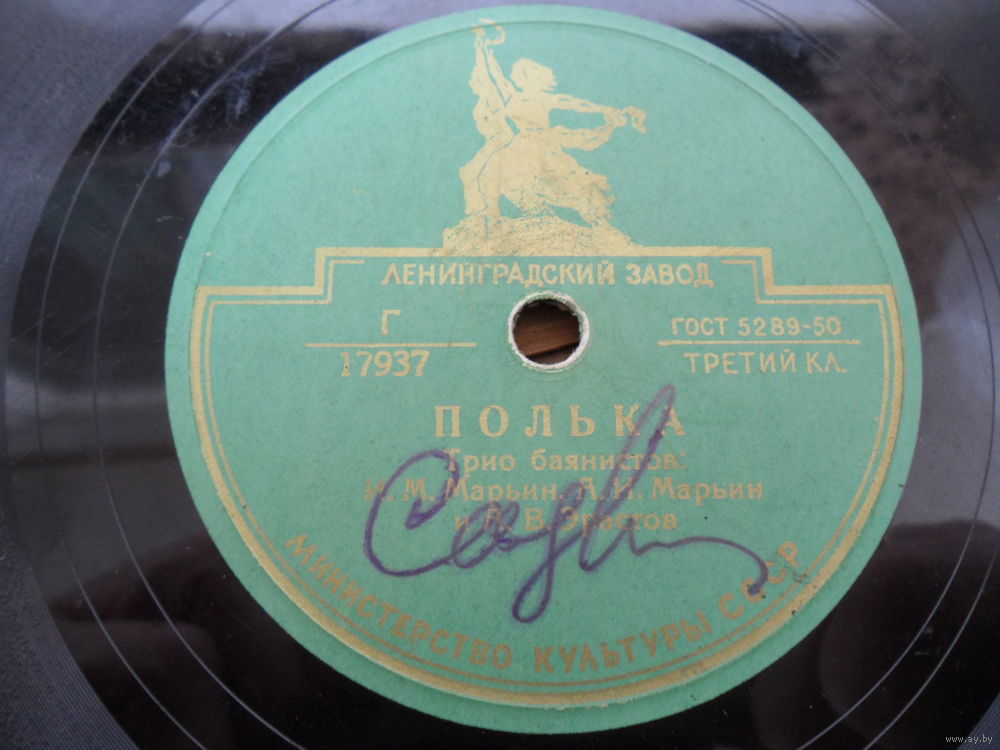 ЛЕНИНГРАДСКИЙ ЗАВОД
Г
17937
ГОСТ 5289-50
ТРЕТИЙ КЛ.
ПОЛЬКА
Трио баянистов:
М. Марьин, А. И. Марьин
и В. Эрастов
МИНИСТЕРСТВО КУЛЬТУРЫ СССР
www.ay.by